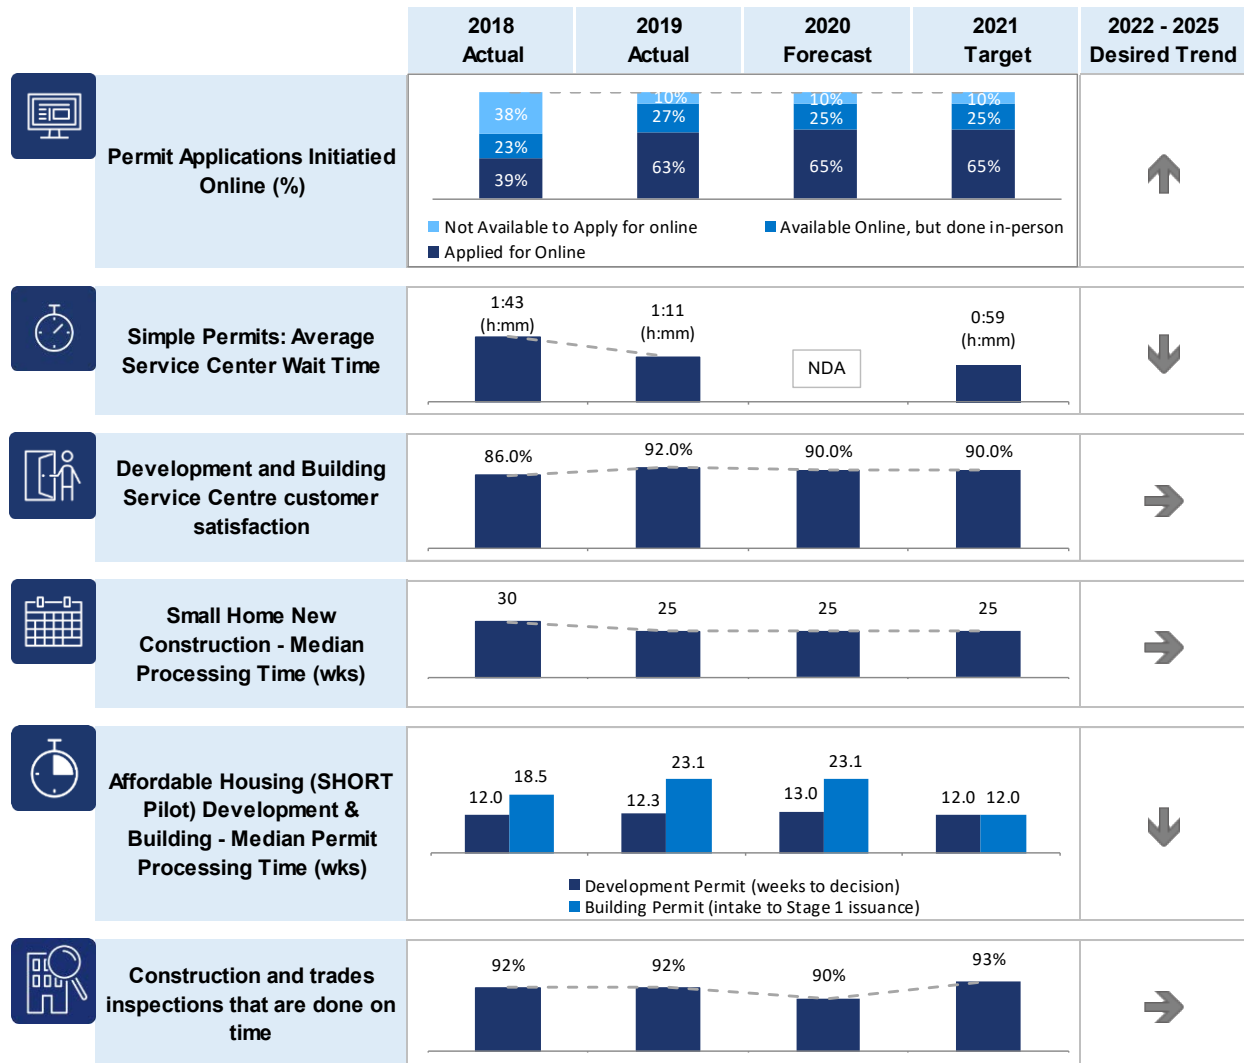 2018 Actual
2019 Actual
2020 Forecast
2021 Target
2022 - 2025 Desired Trend
Permit Applications Initiatied
Online (%)
38%
23%
39%
10%
27%
63%
10%
25%
65%
10%
25%
65%
Not Available to Apply for online
Available Online, but done in-person
Applied for Online
Simple Permits: Average
Service Center Wait Time
1:43
(h:mm)
1:11
(h:mm)
NDA
0:59
(h:mm)
Development and Building
Service Centre customer
satisfaction
86.0%
92.0%
90.0%
90.0%
Small Home New
Construction - Median
Processing Time (wks)
30
25
25
25
Affordable Housing (SHORT
Pilot) Development &
Building - Median Permit
Processing Time (wks)
12.0
18.5
12.3
23.1
13.0
23.1
12.0
12.0
Development Permit (weeks to decision)
Building Permit (intake to Stage 1 issuance)
Construction and trades
inspections that are done on
time
92%
92%
90%
93%